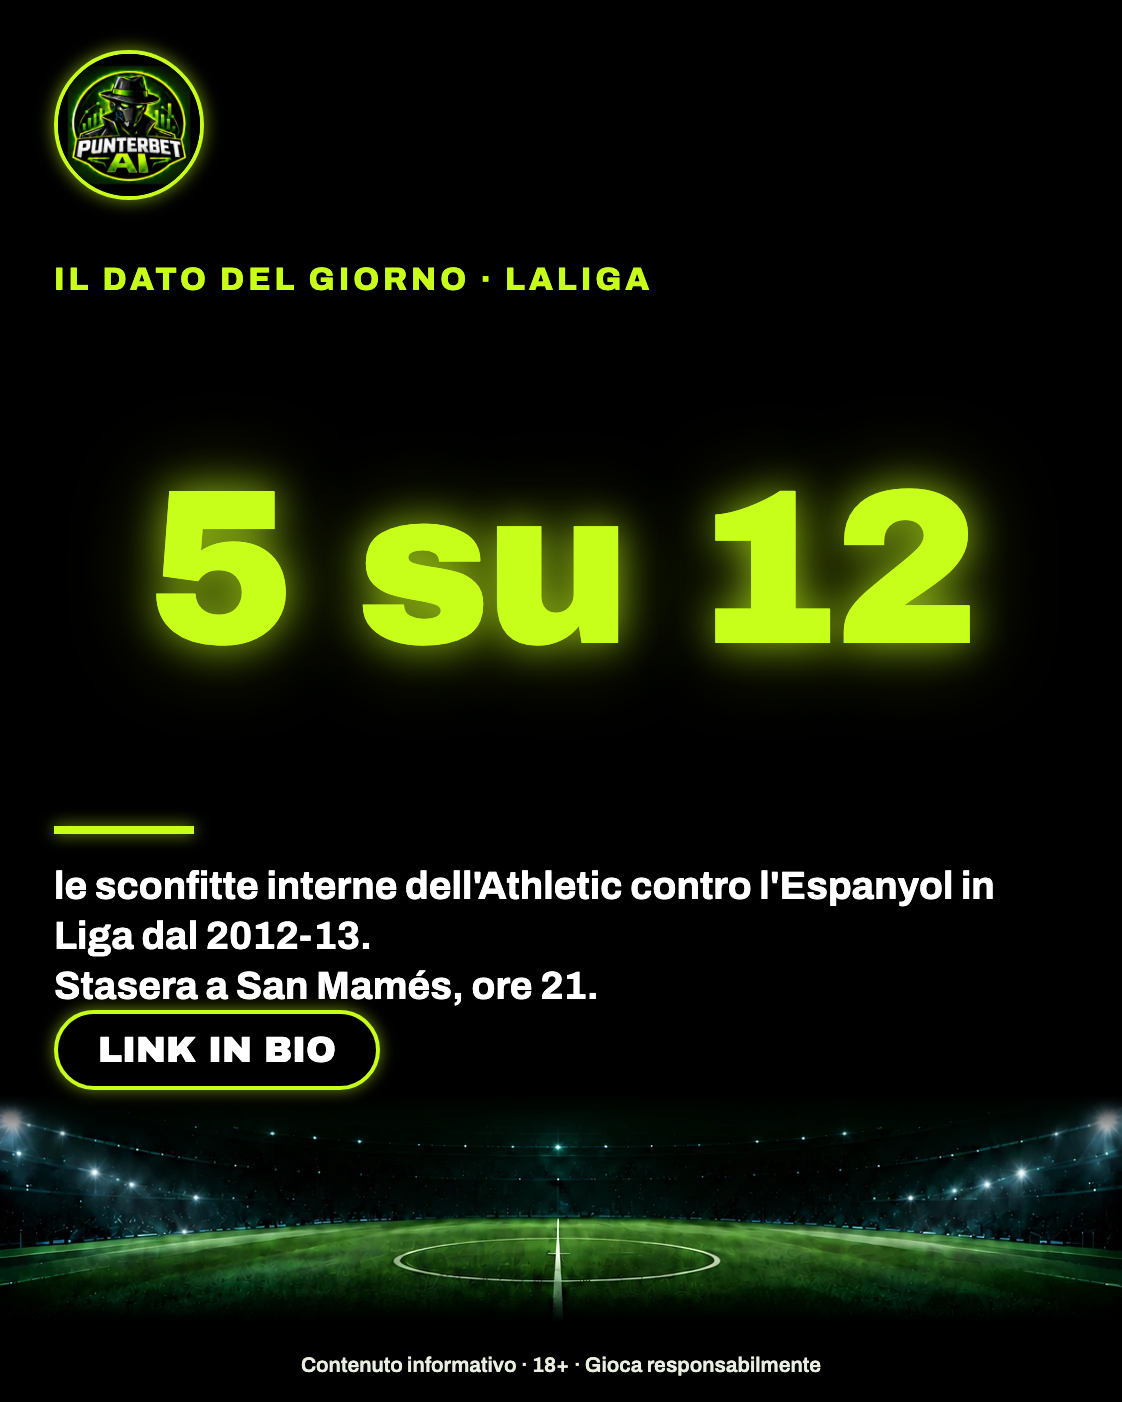 PUNTERBET
AI
IL DATO DEL GIORNO · LALIGA
5 su 12
le sconfitte interne dell'Athletic contro l'Espanyol in
Liga dal 2012-13.
Stasera a San Mamés, ore 21.
LINK IN BIO
Contenuto informativo · 18+ · Gioca responsabilmente